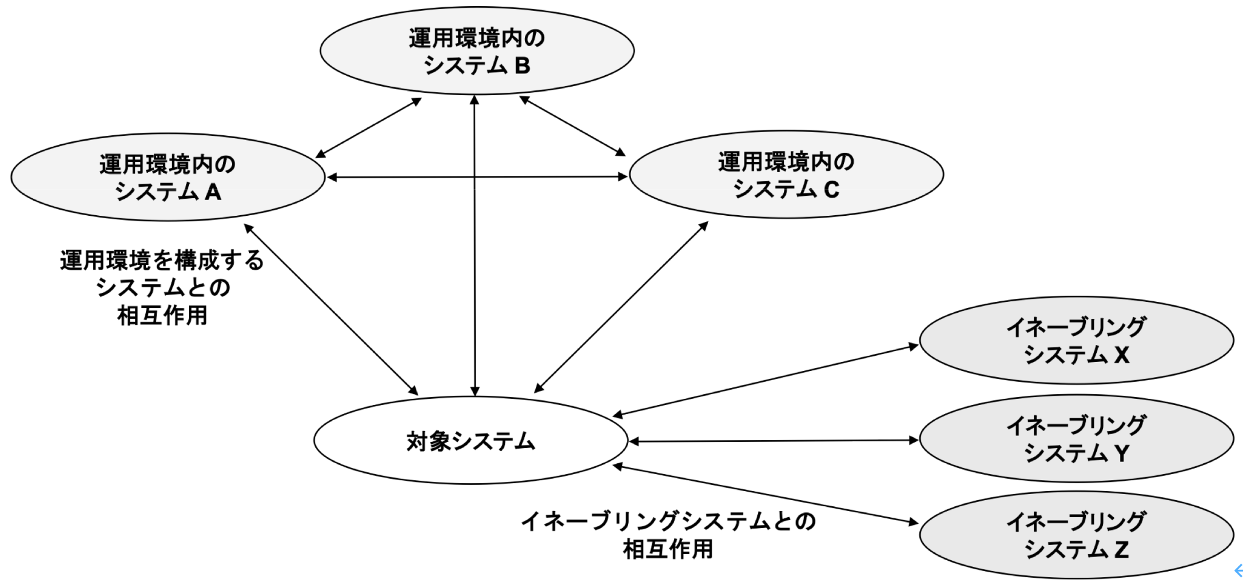 運用環境内の
システム B
運用環境内の
システム A
運用環境内の
システム C
運用環境を構成する
システムとの
相互作用
イネーブリング
システム X
対象システム
イネーブリング
システム Y
イネーブリングシステムとの
相互作用
イネーブリング
システム Z